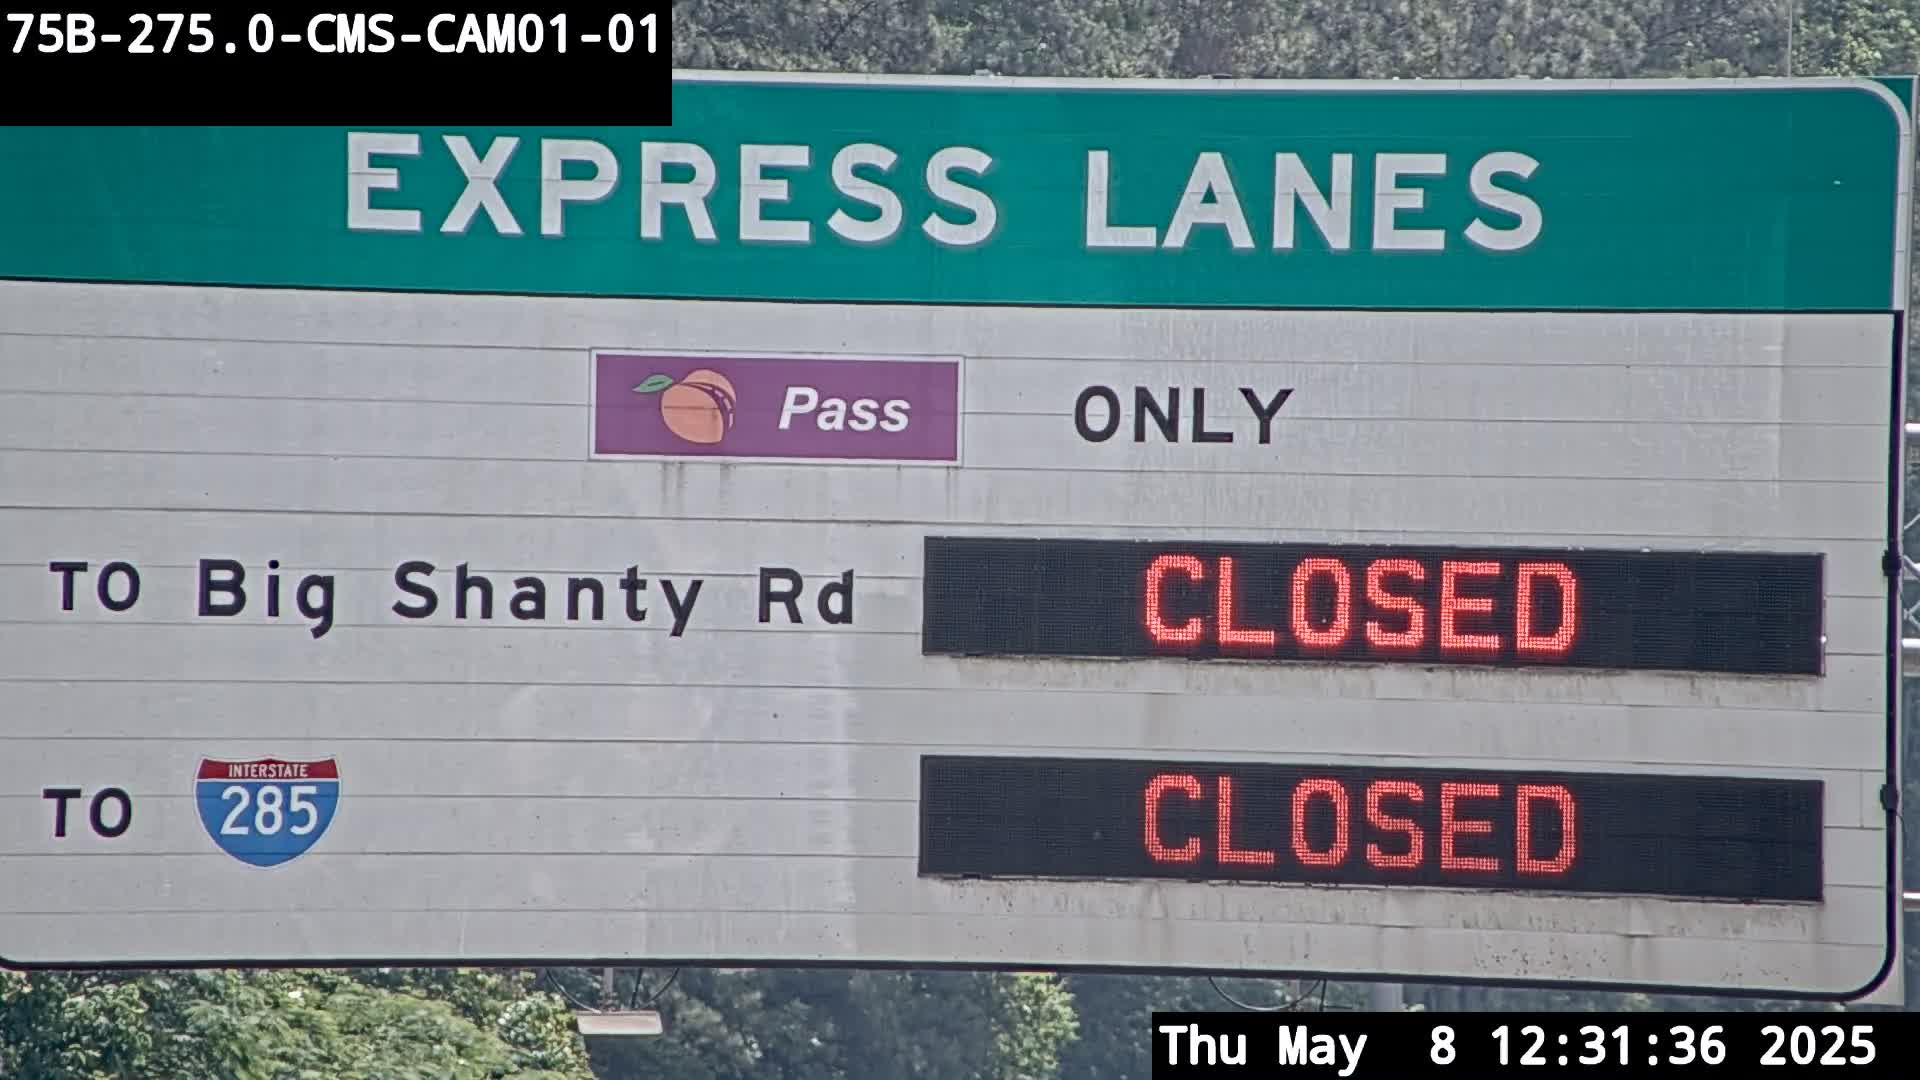 75B-275.0-CMS-CAM01-01
EXPRESS LANES
Pass ONLY
TO Big Shanty Rd CLOSED
TO INTERSTATE 285 CLOSED
Thu May 8 12:31:36 2025